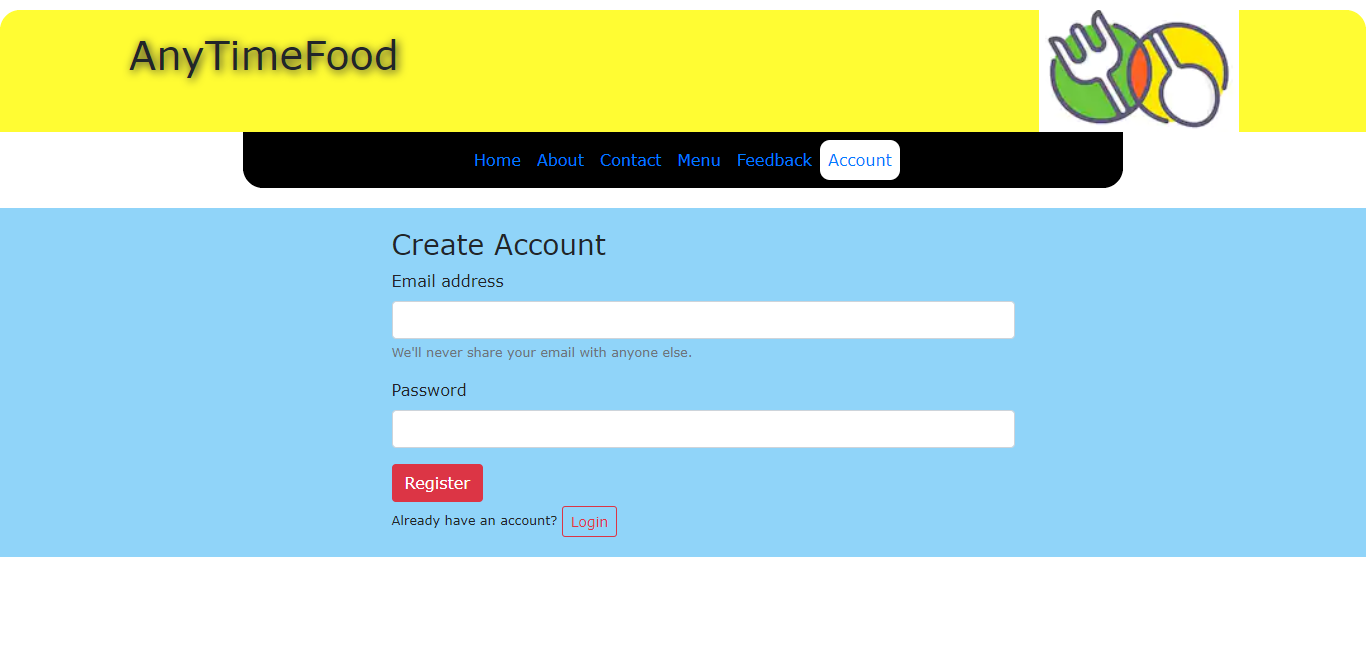 AnyTimeFood
Home About Contact Menu Feedback Account
Create Account
Email address
We'll never share your email with anyone else.
Password
Register
Already have an account? Login